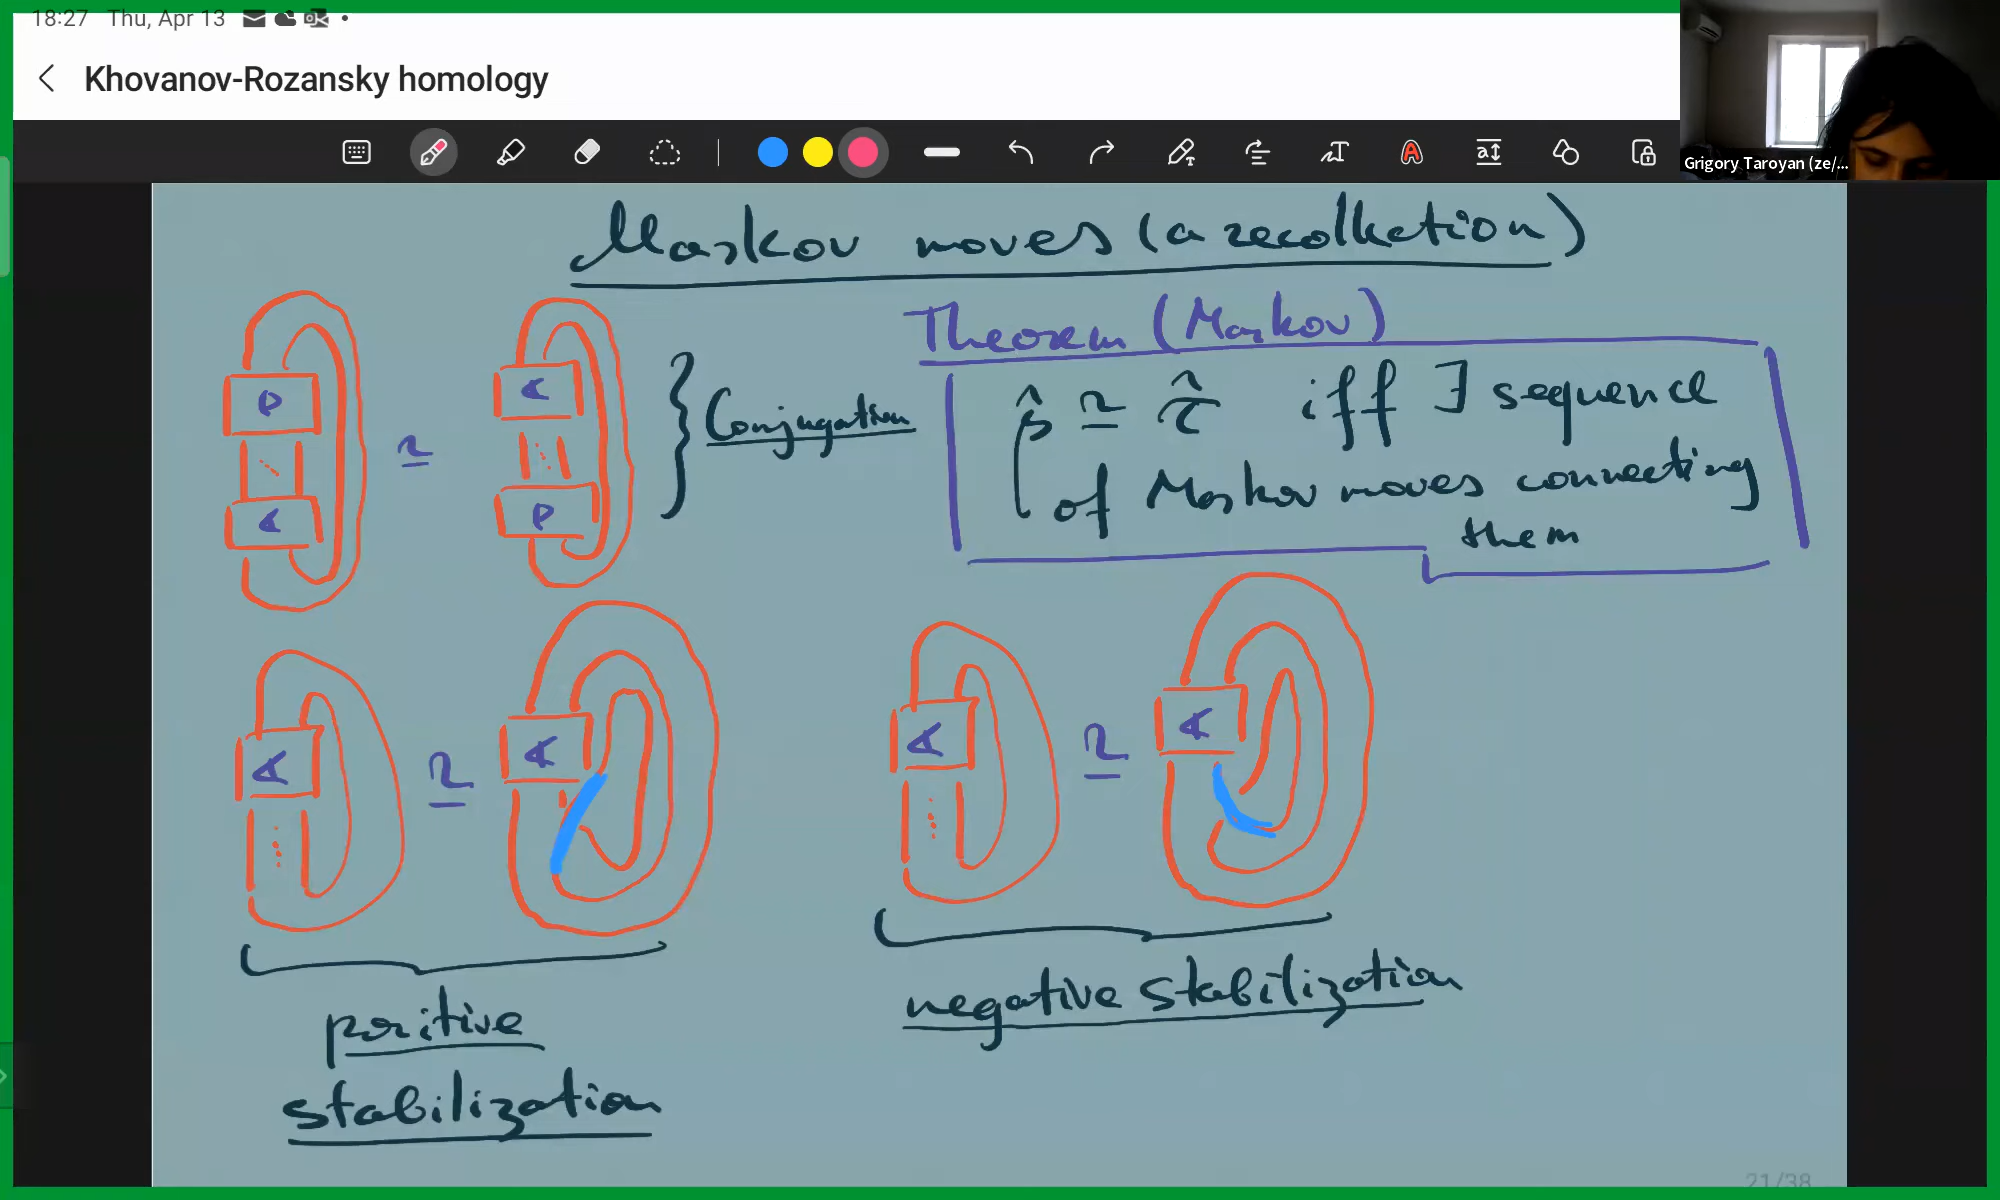 18:27 Thu, Apr 13
Khovanov-Rozansky homology
Grigory Taroyan (ze/...
Markov moves (a recollection)
Theorem (Markov)
β̂ ≃ τ̂ iff ∃ sequence
of Markov moves connecting
them
β
α
≃
α
β
Conjugation
α
≃
α
positive
stabilization
α
≃
α
negative stabilization
21/38